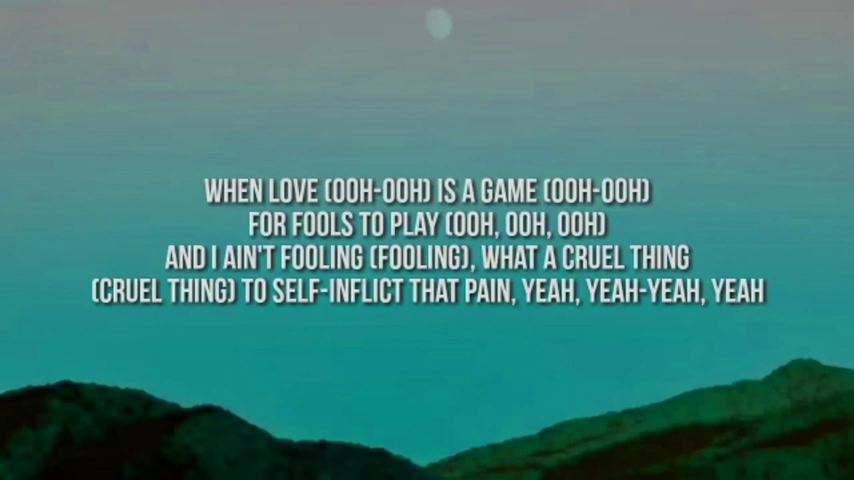 WHEN LOVE (OOH-OOH) IS A GAME (OOH-OOH)
FOR FOOLS TO PLAY (OOH, OOH, OOH)
AND I AIN'T FOOLING (FOOLING), WHAT A CRUEL THING
(CRUEL THING) TO SELF-INFLICT THAT PAIN, YEAH, YEAH-YEAH, YEAH